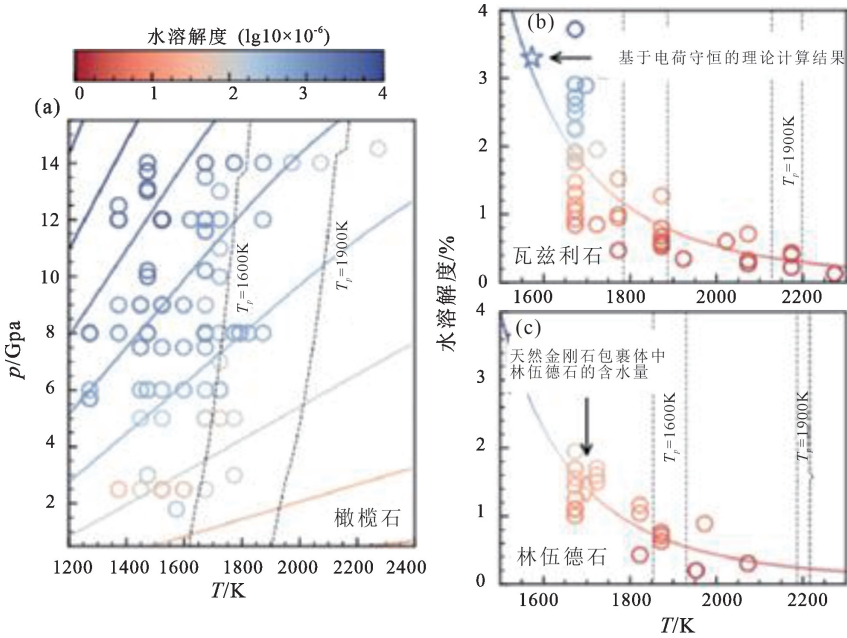 水溶解度 (lg10×10⁻⁶)
0
1
2
3
4
(a)
14
12
10
8
6
4
2
p/Gpa
Tₚ=1600K
Tₚ=1900K
橄榄石
1200
1400
1600
1800
2000
2200
2400
T/K
水溶解度/%
(b)
4%
3
2
1
0
基于电荷守恒的理论计算结果
Tₚ=1900K
瓦兹利石
1600
1800
2000
2200
(c)
4
3
2
1
0
天然金刚石包裹体中
林伍德石的含水量
Tₚ=1600K
Tₚ=1900K
林伍德石
1600
1800
2000
2200
T/K